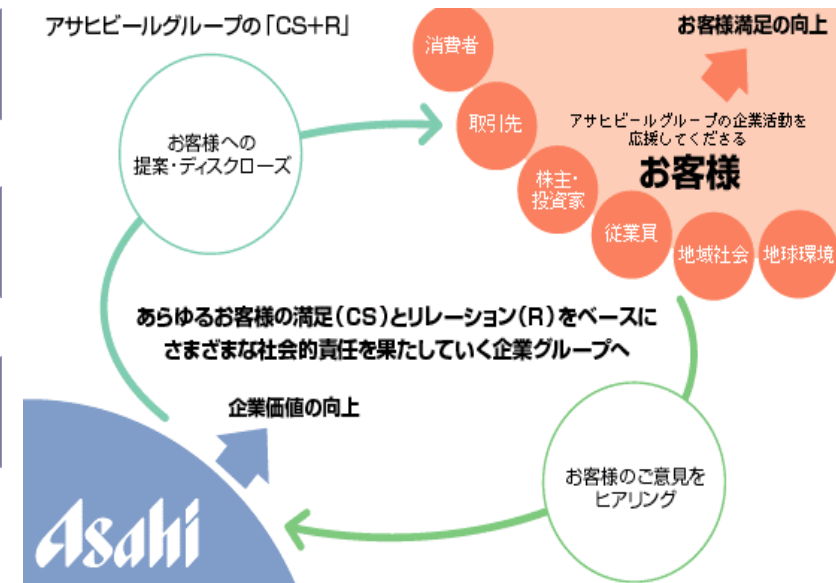 アサヒビールグループの「CS+R」
お客様満足の向上
消費者
取引先
株主・
投資家
従業員
地域社会
地球環境
アサヒビールグループの企業活動を
応援してくださる
お客様
お客様への
提案・ディスクローズ
あらゆるお客様の満足(CS)とリレーション(R)をベースに
さまざまな社会的責任を果たしていく企業グループへ
企業価値の向上
お客様のご意見を
ヒアリング
Asahi